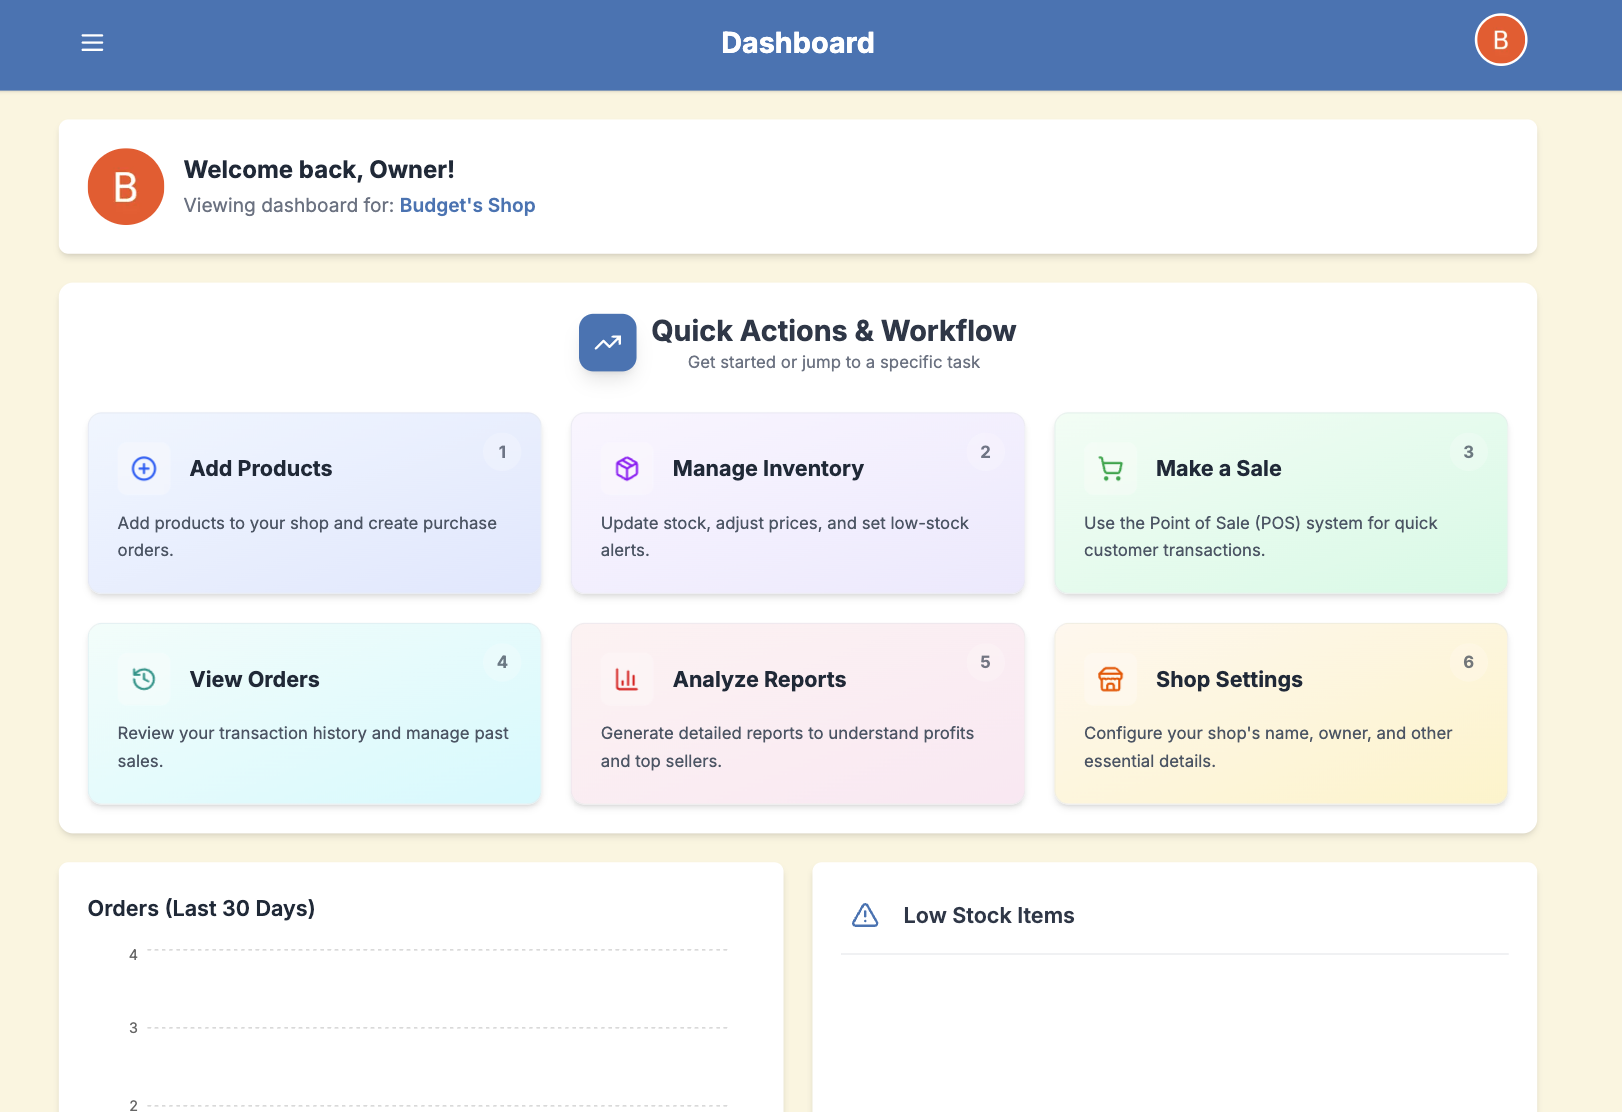 Dashboard
B
B
Welcome back, Owner!
Viewing dashboard for: Budget's Shop
Quick Actions & Workflow
Get started or jump to a specific task
1
Add Products
Add products to your shop and create purchase
orders.
2
Manage Inventory
Update stock, adjust prices, and set low-stock
alerts.
3
Make a Sale
Use the Point of Sale (POS) system for quick
customer transactions.
4
View Orders
Review your transaction history and manage past
sales.
5
Analyze Reports
Generate detailed reports to understand profits
and top sellers.
6
Shop Settings
Configure your shop's name, owner, and other
essential details.
Orders (Last 30 Days)
4
3
2
Low Stock Items